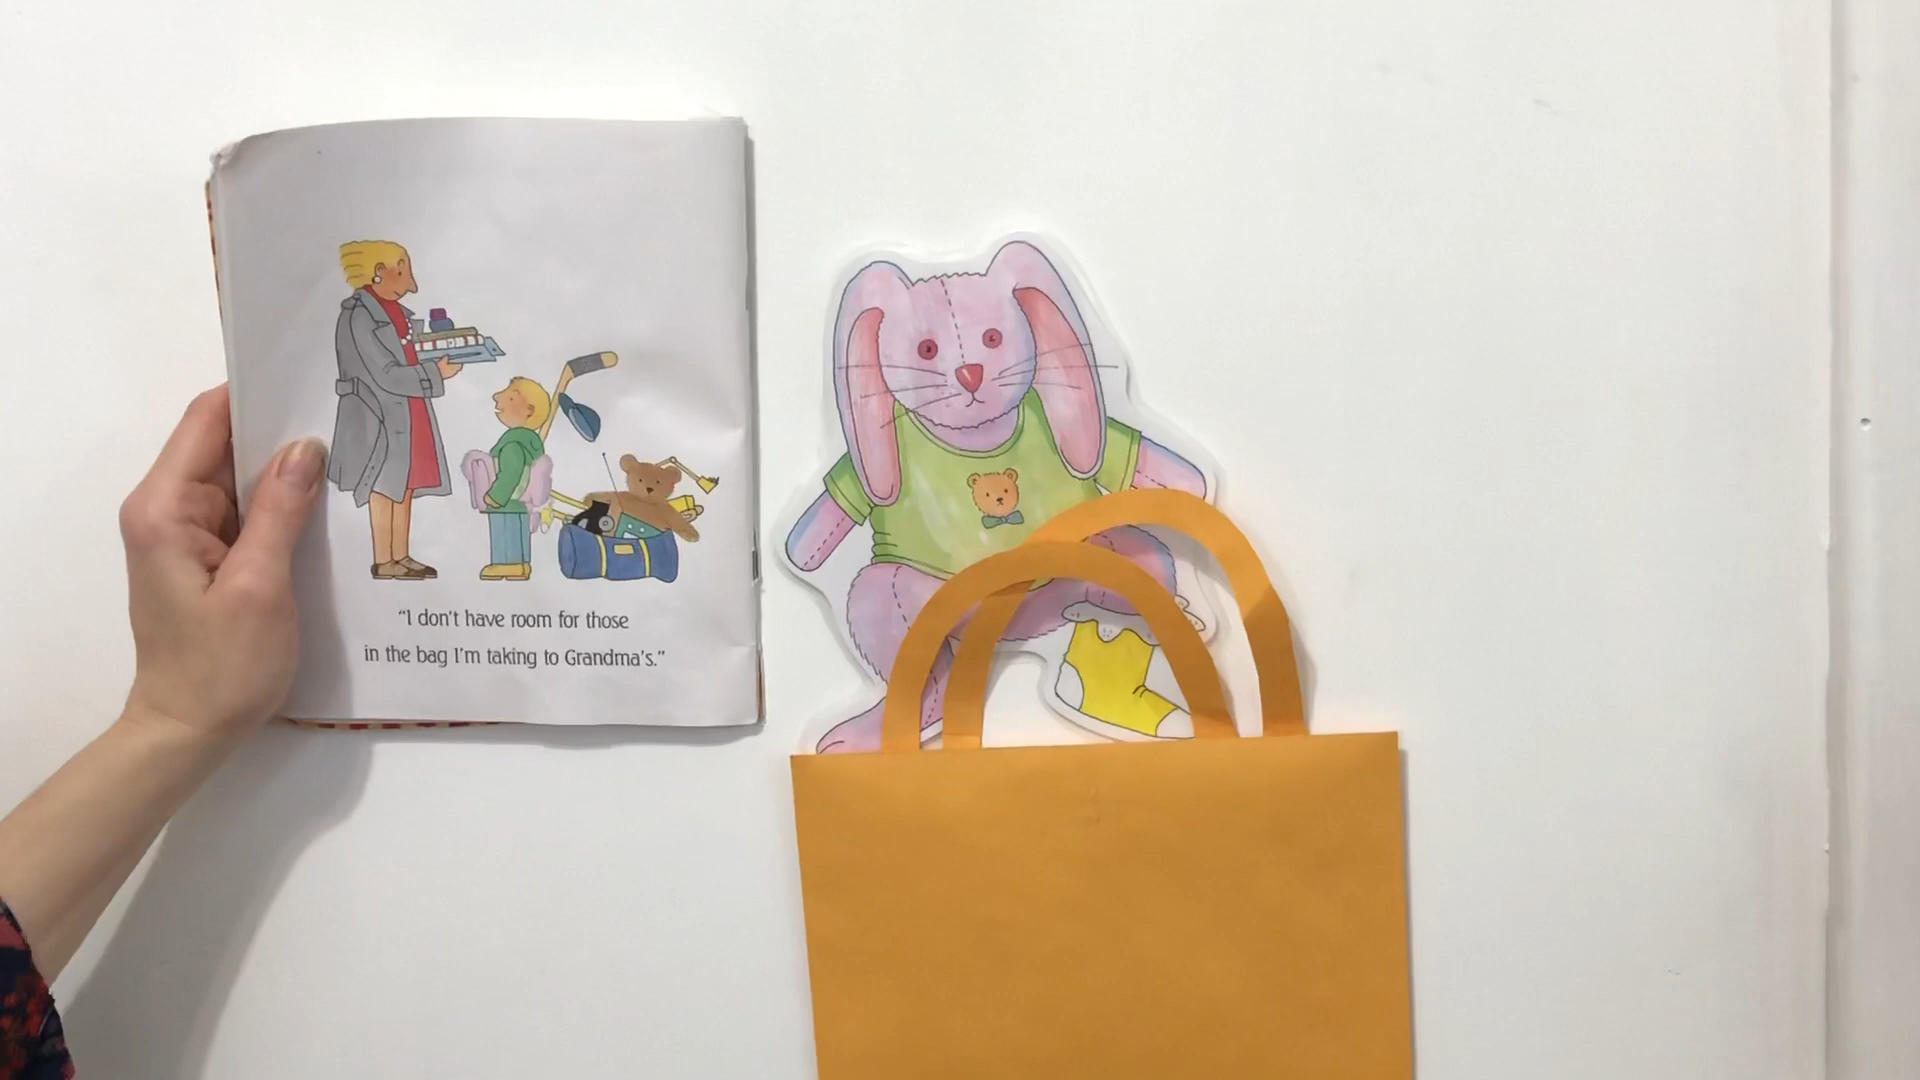 “I don't have room for those
in the bag I'm taking to Grandma's.”